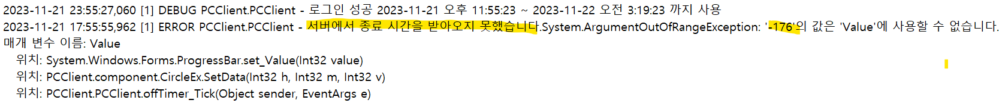 2023-11-21 23:55:27,060 [1] DEBUG PCClient.PCClient - 로그인 성공 2023-11-21 오후 11:55:23 ~ 2023-11-22 오전 3:19:23 까지 사용
2023-11-21 17:55:55,962 [1] ERROR PCClient.PCClient - 서버에서 종료 시간을 받아오지 못했습니다.System.ArgumentOutOfRangeException: '-176'의 값은 'Value'에 사용할 수 없습니다.
매개 변수 이름: Value
위치: System.Windows.Forms.ProgressBar.set_Value(Int32 value)
위치: PCClient.component.CircleEx.SetData(Int32 h, Int32 m, Int32 v)
위치: PCClient.PCClient.offTimer_Tick(Object sender, EventArgs e)